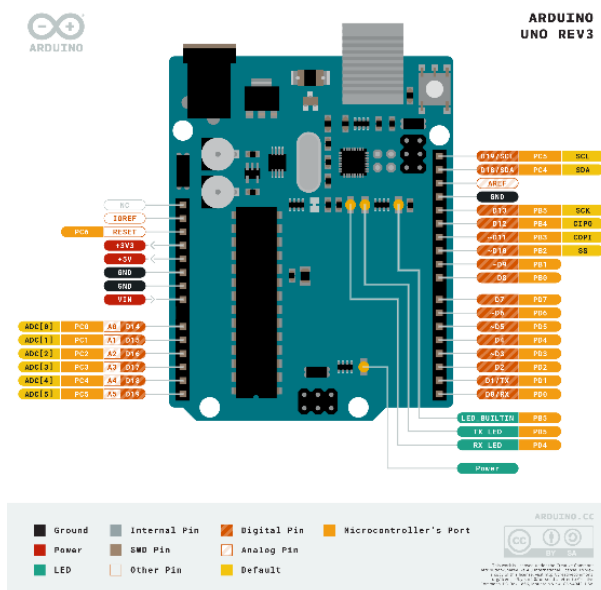 ARDUINO
ARDUINO
UNO REV3
D19/SCL PC5 SCL
D18/SDA PC4 SDA
AREF
GND
NC
IOREF
PC6 RESET
+3V3
+5V
GND
GND
VIN
~D13 PB5 SCK
D12 PB4 CIPO
~D11 PB3 COPI
~D10 PB2 SS
~D9 PB1
D8 PB0
D7 PD7
~D6 PD6
~D5 PD5
D4 PD4
~D3 PD3
D2 PD2
D1/TX PD1
D0/RX PD0
ADC[0] PC0 A0 D14
ADC[1] PC1 A1 D15
ADC[2] PC2 A2 D16
ADC[3] PC3 A3 D17
ADC[4] PC4 A4 D18
ADC[5] PC5 A5 D19
LED BUILTIN
TX LED PD5
RX LED PD4
Power
ARDUINO.CC
Ground
Internal Pin
Digital Pin
Microcontroller's Port
Power
SWD Pin
Analog Pin
LED
Other Pin
Default
CC
BY SA